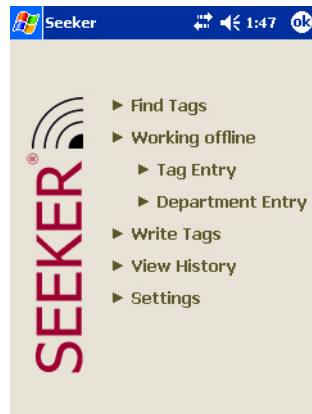 Seeker 1:47 ok
Find Tags
Working offline
Tag Entry
Department Entry
Write Tags
View History
Settings
SEEKER®